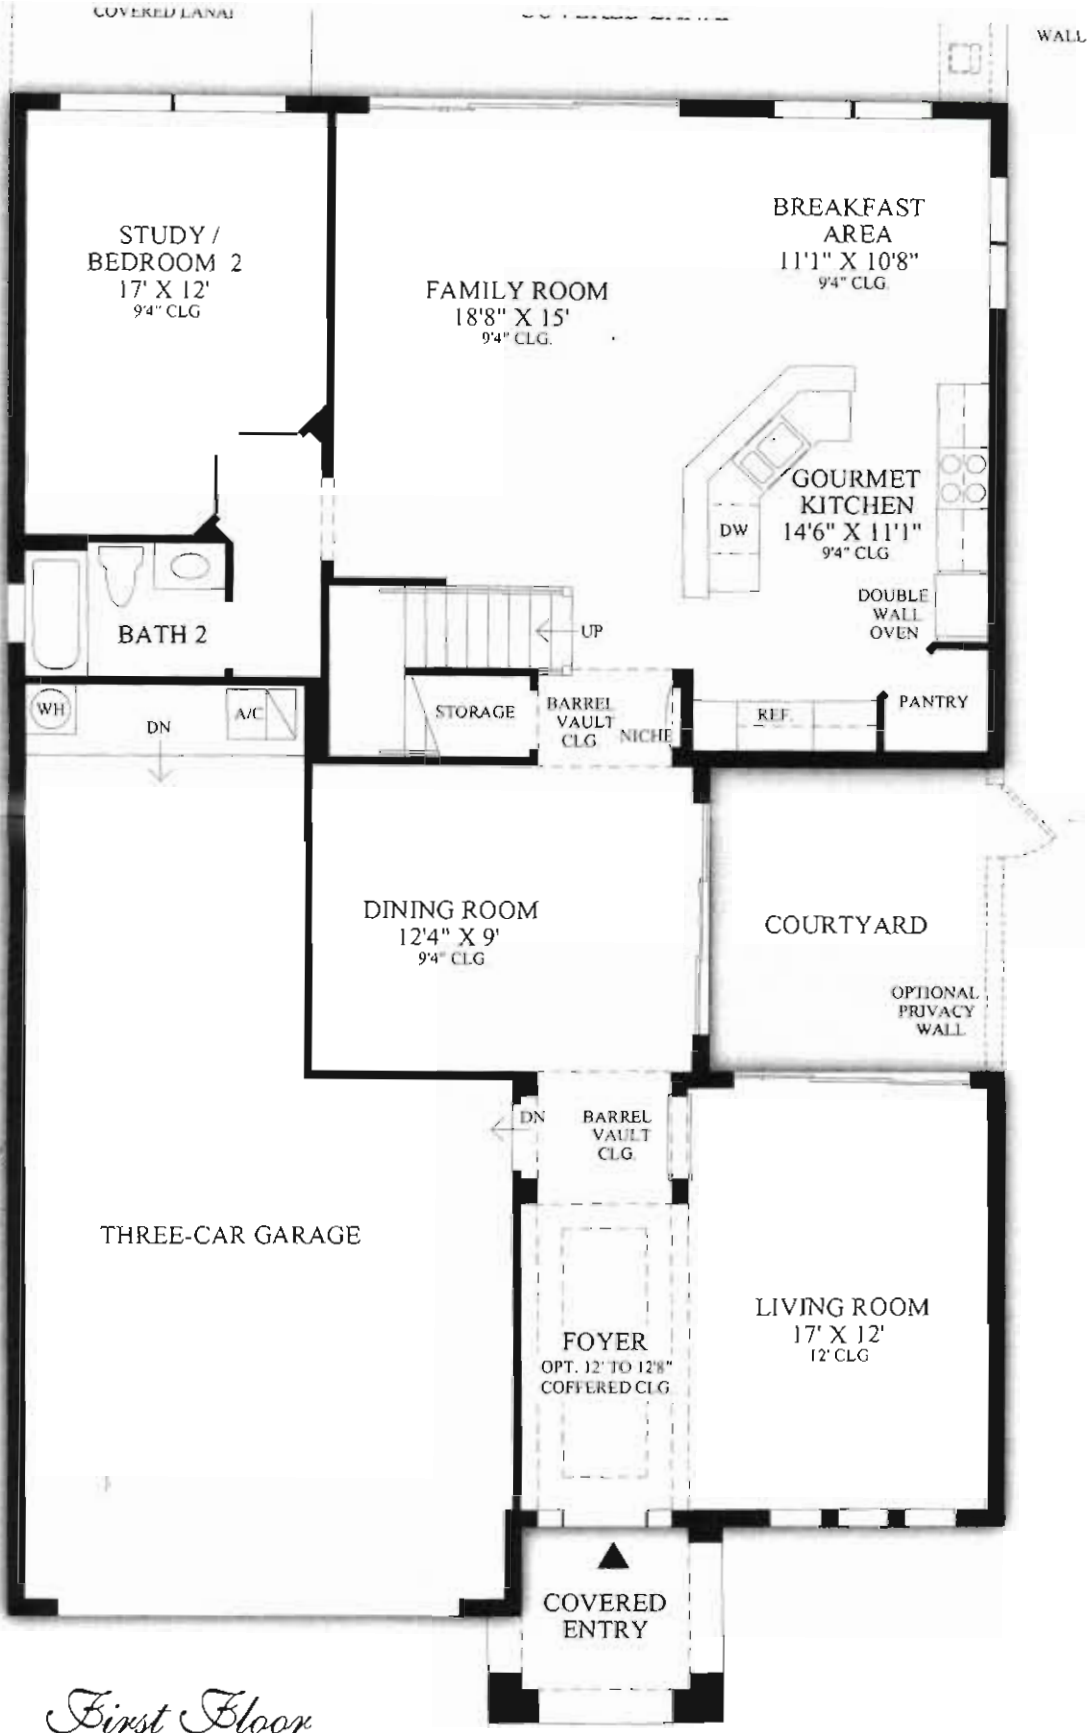 COVERED LANAI
WALL
STUDY /
BEDROOM 2
17' X 12'
9'4" CLG
FAMILY ROOM
18'8" X 15'
9'4" CLG.
BREAKFAST
AREA
11'1" X 10'8"
9'4" CLG.
GOURMET
KITCHEN
14'6" X 11'1"
9'4" CLG
DW
DOUBLE
WALL
OVEN
BATH 2
UP
WH
DN
A/C
STORAGE
BARREL
VAULT
CLG
NICHE
REF.
PANTRY
DINING ROOM
12'4" X 9'
9'4" CLG
COURTYARD
OPTIONAL
PRIVACY
WALL
DN
BARREL
VAULT
CLG
THREE-CAR GARAGE
FOYER
OPT. 12' TO 12'8"
COFFERED CLG
LIVING ROOM
17' X 12'
12' CLG
COVERED
ENTRY
First Floor